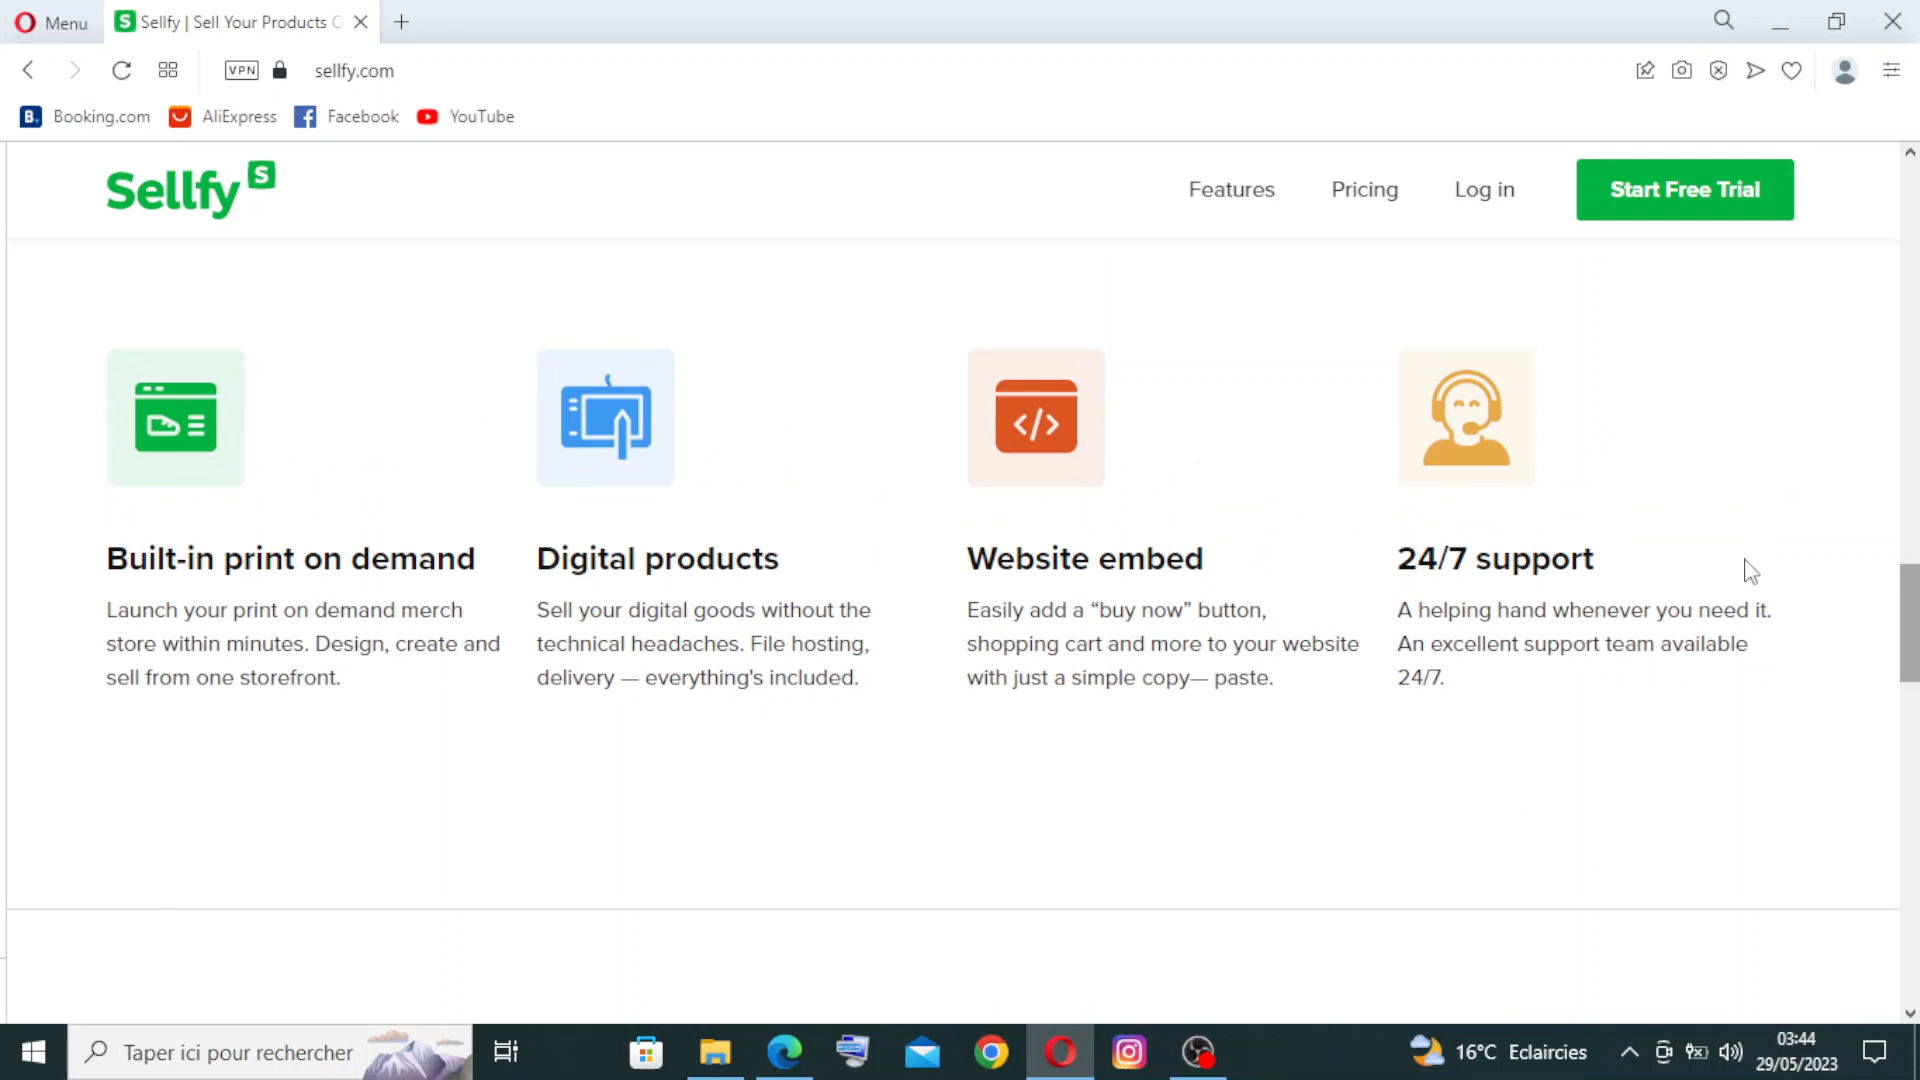 Menu
Sellfy | Sell Your Products
VPN
sellfy.com
B. Booking.com AliExpress Facebook YouTube
Sellfy S
Features Pricing Log in Start Free Trial
Built-in print on demand
Launch your print on demand merch
store within minutes. Design, create and
sell from one storefront.
Digital products
Sell your digital goods without the
technical headaches. File hosting,
delivery — everything's included.
Website embed
Easily add a “buy now” button,
shopping cart and more to your website
with just a simple copy— paste.
24/7 support
A helping hand whenever you need it.
An excellent support team available
24/7.
Taper ici pour rechercher
16°C Eclaircies
03:44
29/05/2023